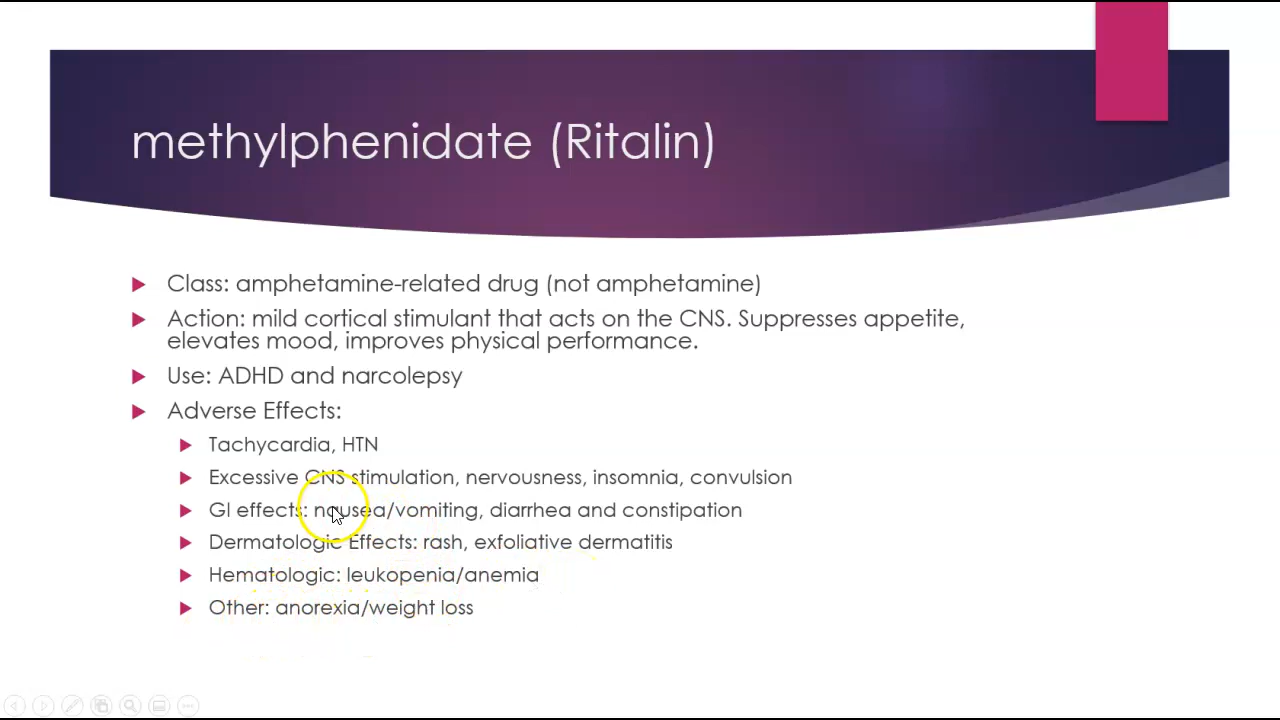 methylphenidate (Ritalin)
Class: amphetamine-related drug (not amphetamine)
Action: mild cortical stimulant that acts on the CNS. Suppresses appetite,
elevates mood, improves physical performance.
Use: ADHD and narcolepsy
Adverse Effects:
Tachycardia, HTN
Excessive CNS stimulation, nervousness, insomnia, convulsion
GI effects: nausea/vomiting, diarrhea and constipation
Dermatologic Effects: rash, exfoliative dermatitis
Hematologic: leukopenia/anemia
Other: anorexia/weight loss